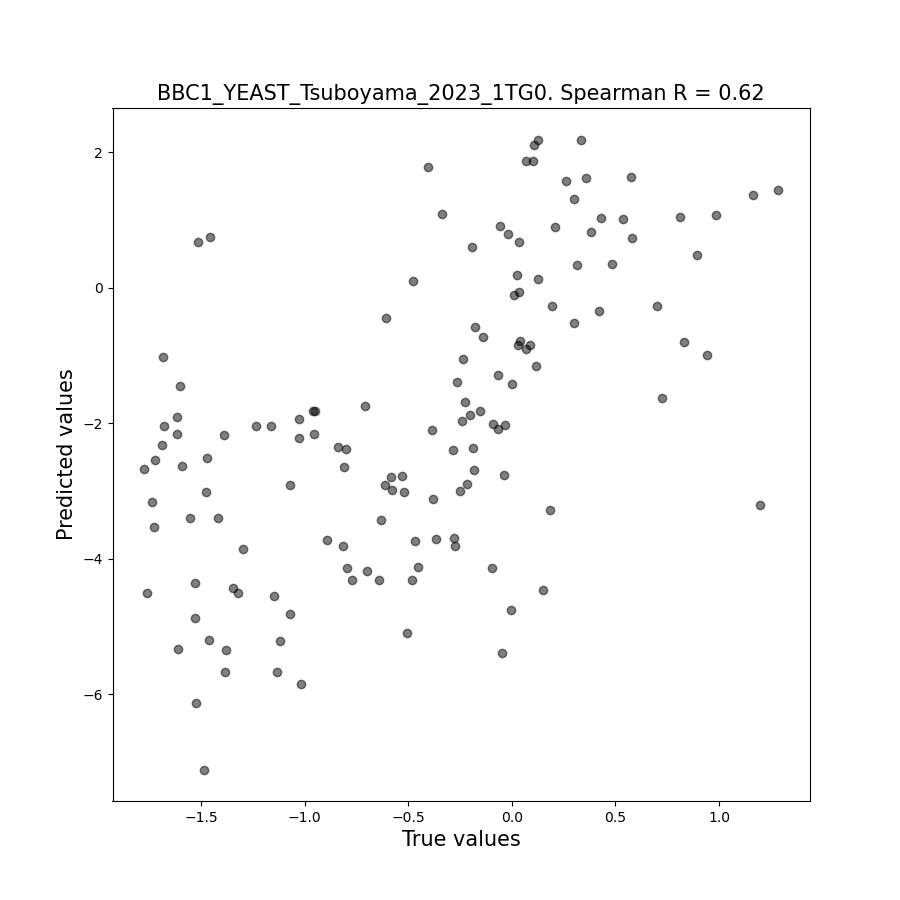 BBC1_YEAST_Tsuboyama_2023_1TG0. Spearman R = 0.62
2
0
−2
−4
−6
Predicted values
−1.5 −1.0 −0.5 0.0 0.5 1.0
True values